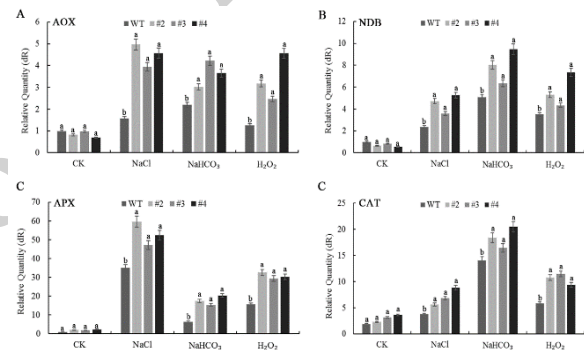 A AOX
WT #2 #3 #4
Relative Quantity (dR)
6
5
4
3
2
1
0
a a a a
b a a a
b a a a
b a a a
CK NaCl NaHCO₃ H₂O₂
B NDB
WT #2 #3 #4
Relative Quantity (dR)
12
10
8
6
4
2
0
a a a a
b a a a
b a a a
b a a a
CK NaCl NaHCO₃ H₂O₂
C APX
WT #2 #3 #4
Relative Quantity (dR)
70
60
50
40
30
20
10
0
a a a a
b a a a
b a a a
b a a a
CK NaCl NaHCO₃ H₂O₂
C CAT
WT #2 #3 #4
Relative Quantity (dR)
25
20
15
10
5
0
a a a a
b a a a
b a a a
b a a a
CK NaCl NaHCO₃ H₂O₂